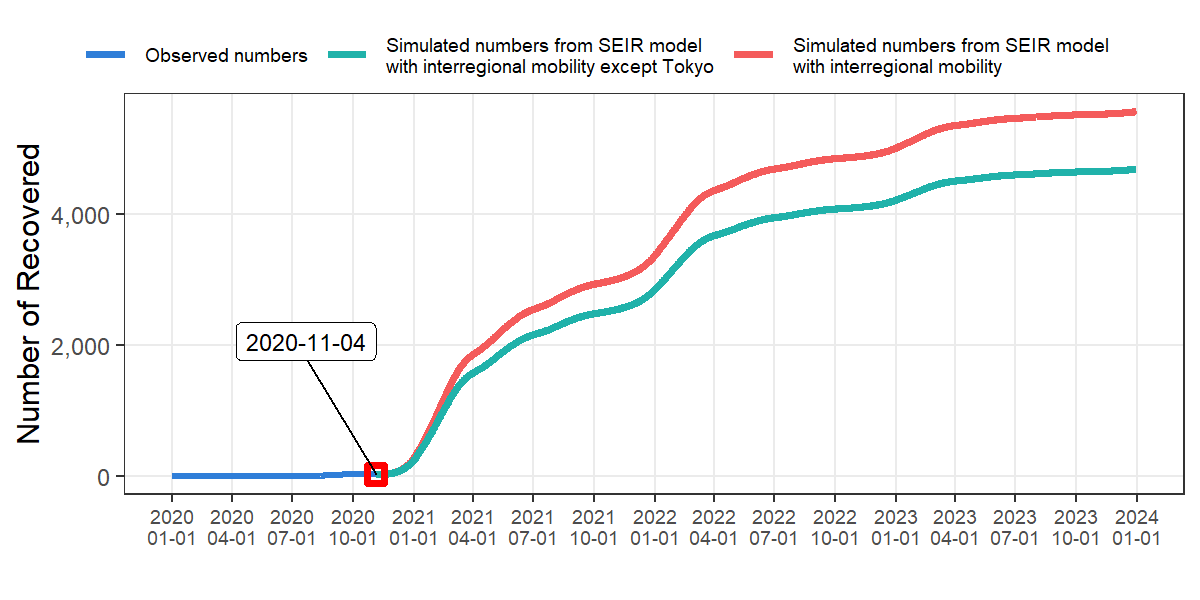 Observed numbers
Simulated numbers from SEIR model
with interregional mobility except Tokyo
Simulated numbers from SEIR model
with interregional mobility
Number of Recovered
4,000
2,000
0
2020-11-04
2020 2020 2020 2020 2021 2021 2021 2021 2022 2022 2022 2022 2023 2023 2023 2023 2024
01-01 04-01 07-01 10-01 01-01 04-01 07-01 10-01 01-01 04-01 07-01 10-01 01-01 04-01 07-01 10-01 01-01